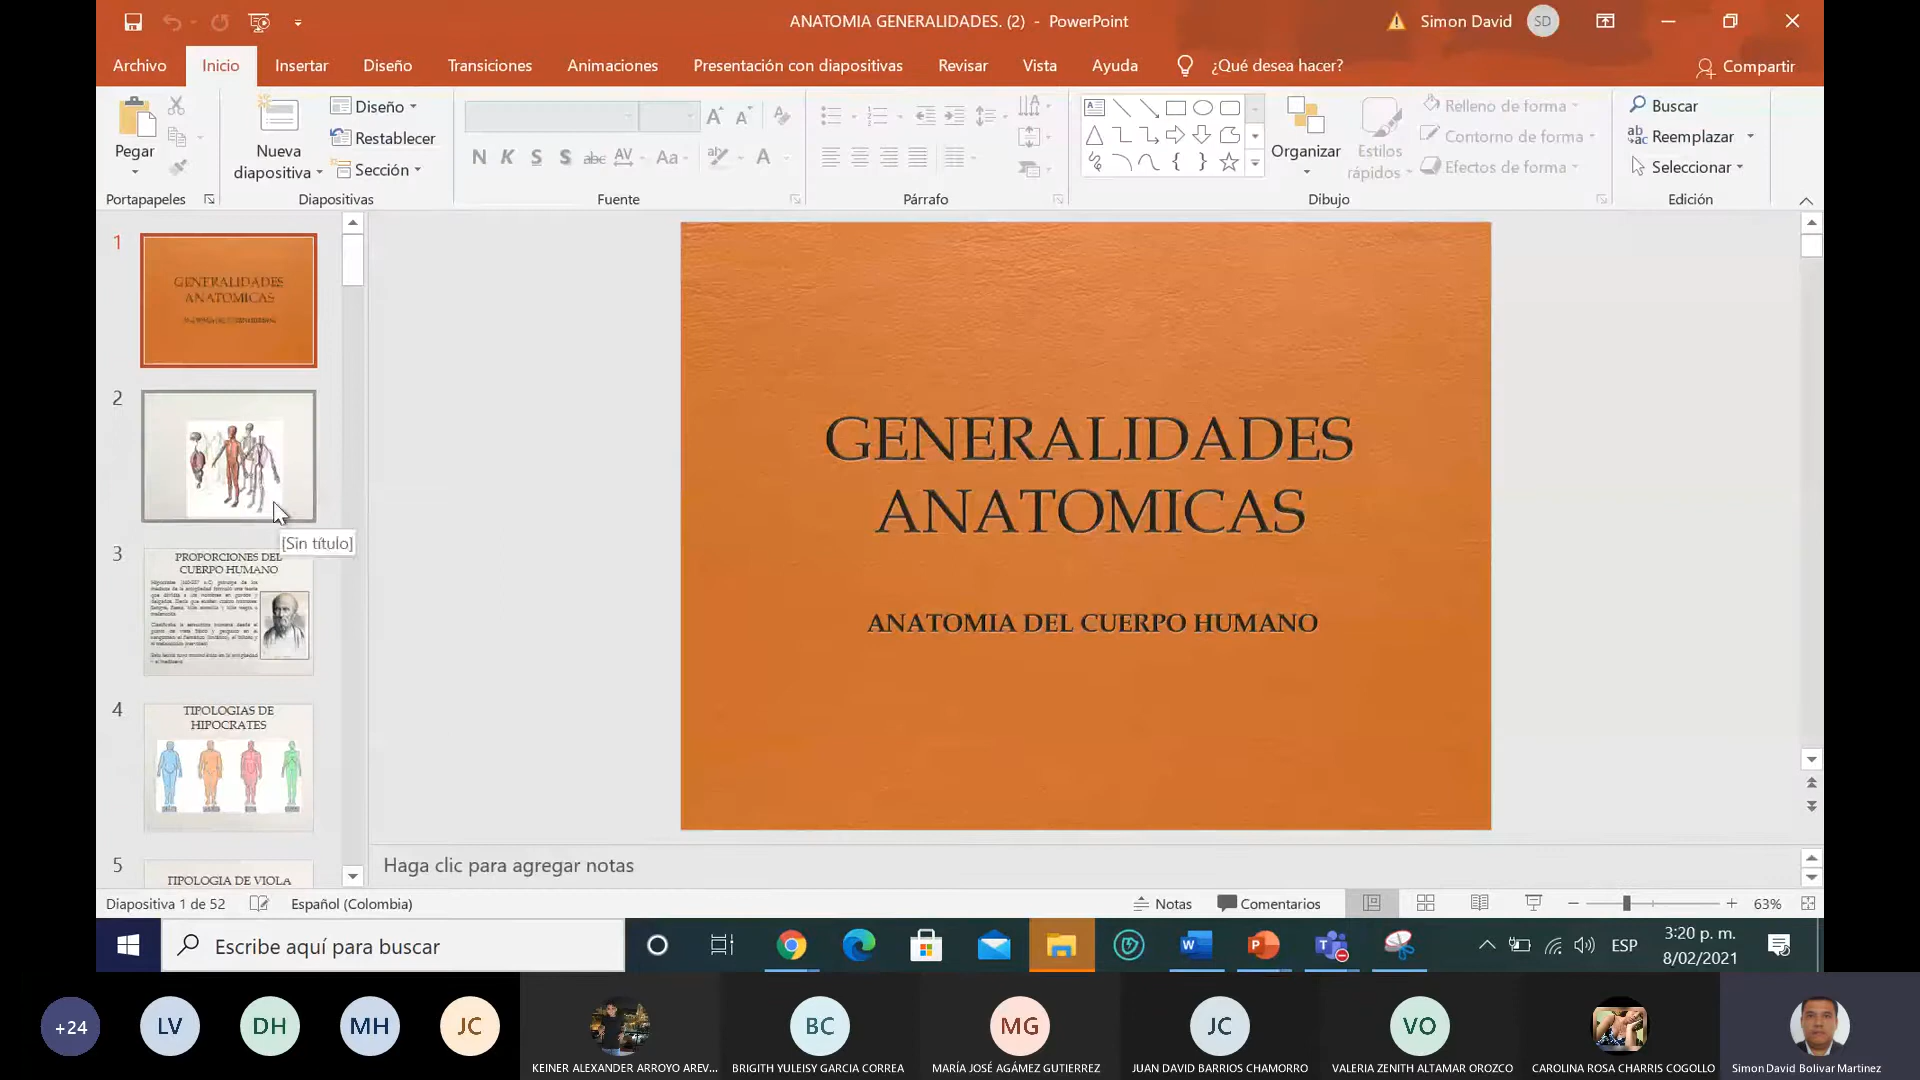 ANATOMIA GENERALIDADES. (2) - PowerPoint
Simon David
SD
Archivo
Inicio
Insertar
Diseño
Transiciones
Animaciones
Presentación con diapositivas
Revisar
Vista
Ayuda
¿Qué desea hacer?
Compartir
Pegar
Portapapeles
Nueva
diapositiva
Diseño
Restablecer
Sección
Diapositivas
N K S S abc AV Aa A
Fuente
Párrafo
Organizar
Estilos
rápidos
Relleno de forma
Contorno de forma
Efectos de forma
Dibujo
Buscar
Reemplazar
Seleccionar
Edición
1
GENERALIDADES
ANATOMICAS
ANATOMIA DEL CUERPO HUMANO
2
[Sin título]
3
PROPORCIONES DEL
CUERPO HUMANO
4
TIPOLOGIAS DE
HIPOCRATES
5
TIPOLOGIA DE VIOLA
GENERALIDADES
ANATOMICAS
ANATOMIA DEL CUERPO HUMANO
Haga clic para agregar notas
Diapositiva 1 de 52
Español (Colombia)
Notas
Comentarios
63%
Escribe aquí para buscar
ESP
3:20 p. m.
8/02/2021
+24
LV
DH
MH
JC
KEINER ALEXANDER ARROYO AREV...
BC
BRIGITH YULEISY GARCIA CORREA
MG
MARÍA JOSÉ AGÁMEZ GUTIERREZ
JC
JUAN DAVID BARRIOS CHAMORRO
VO
VALERIA ZENITH ALTAMAR OROZCO
CAROLINA ROSA CHARRIS COGOLLO
Simon David Bolivar Martinez